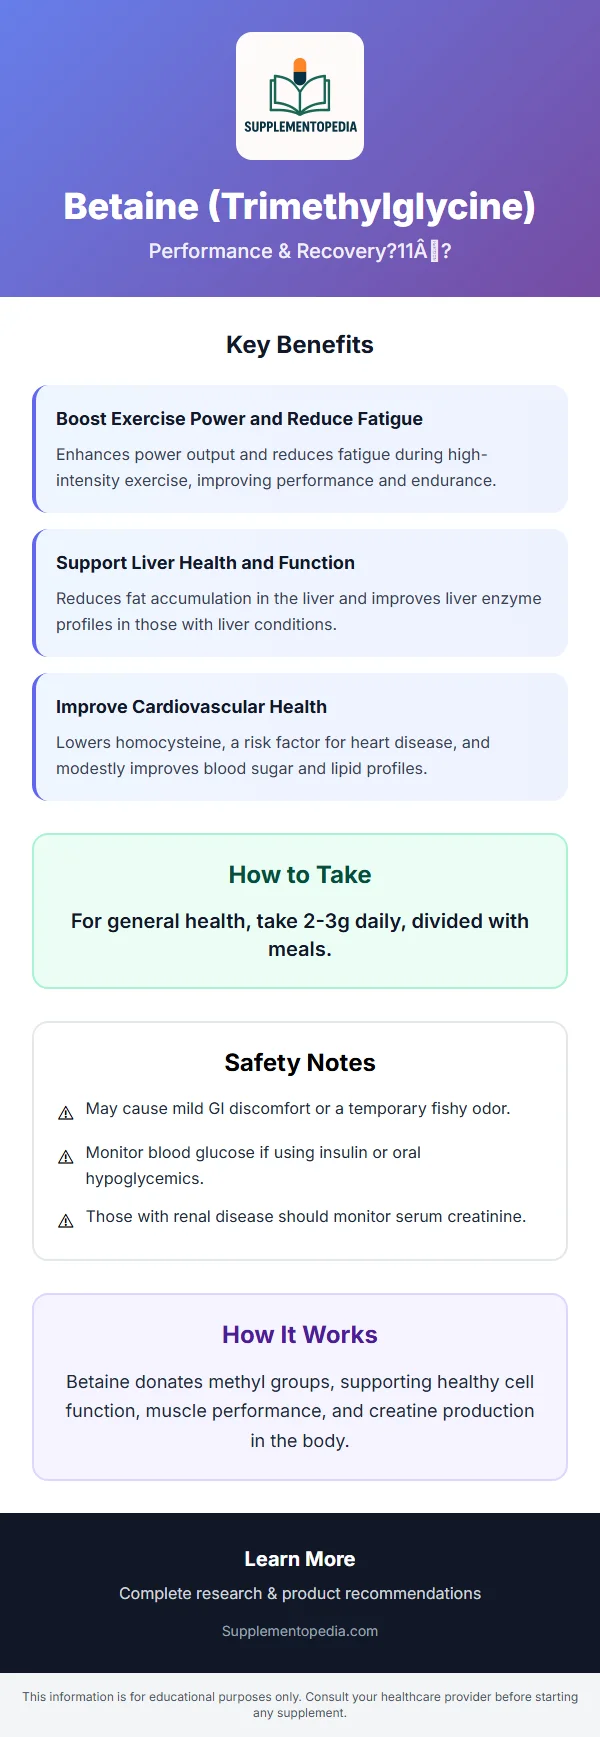 SUPPLEMENTOPEDIA
Betaine (Trimethylglycine)
Performance & Recovery?11Â?
Key Benefits
Boost Exercise Power and Reduce Fatigue
Enhances power output and reduces fatigue during high-
intensity exercise, improving performance and endurance.
Support Liver Health and Function
Reduces fat accumulation in the liver and improves liver enzyme
profiles in those with liver conditions.
Improve Cardiovascular Health
Lowers homocysteine, a risk factor for heart disease, and
modestly improves blood sugar and lipid profiles.
How to Take
For general health, take 2-3g daily, divided with
meals.
Safety Notes
⚠ May cause mild GI discomfort or a temporary fishy odor.
⚠ Monitor blood glucose if using insulin or oral
hypoglycemics.
⚠ Those with renal disease should monitor serum creatinine.
How It Works
Betaine donates methyl groups, supporting healthy cell
function, muscle performance, and creatine production
in the body.
Learn More
Complete research & product recommendations
Supplementopedia.com
This information is for educational purposes only. Consult your healthcare provider before starting
any supplement.